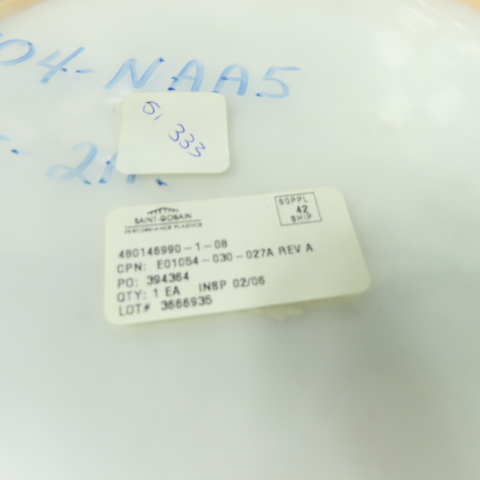 04-NAA5
51
333
SAINT-GOBAIN
PERFORMANCE PLASTICS
SOPPL
42
SHIP
480146990-1-08
CPN: E01054-030-027A REV A
PO: 394364
QTY: 1 EA INSP 02/06
LOT# 3666935